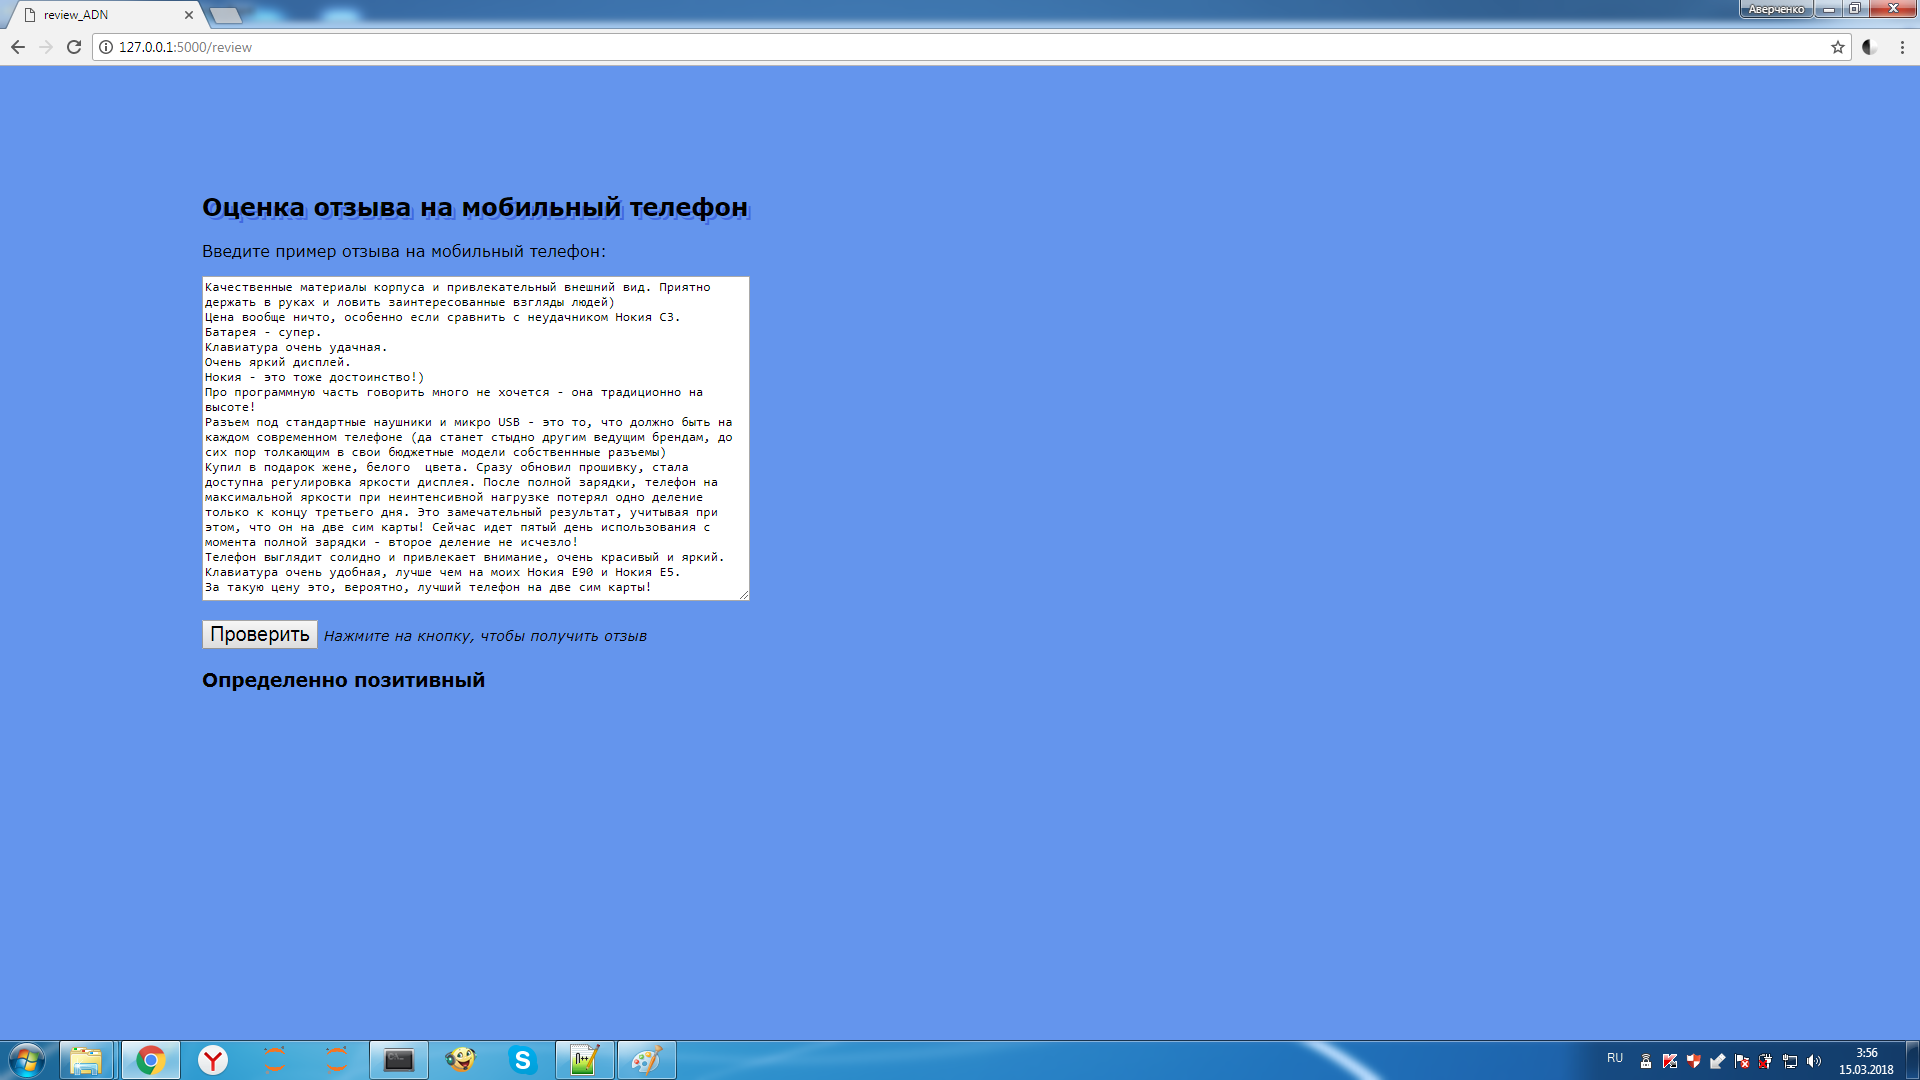 review_ADN
Аверченко
127.0.0.1:5000/review
Оценка отзыва на мобильный телефон
Введите пример отзыва на мобильный телефон:
Качественные материалы корпуса и привлекательный внешний вид. Приятно
держать в руках и ловить заинтересованные взгляды людей)
Цена вообще ничто, особенно если сравнить с неудачником Нокия С3.
Батарея - супер.
Клавиатура очень удачная.
Очень яркий дисплей.
Нокия - это тоже достоинство!)
Про программную часть говорить много не хочется - она традиционно на
высоте!
Разъем под стандартные наушники и микро USB - это то, что должно быть на
каждом современном телефоне (да станет стыдно другим ведущим брендам, до
сих пор толкающим в свои бюджетные модели собственнные разъемы)
Купил в подарок жене, белого  цвета. Сразу обновил прошивку, стала
доступна регулировка яркости дисплея. После полной зарядки, телефон на
максимальной яркости при неинтенсивной нагрузке потерял одно деление
только к концу третьего дня. Это замечательный результат, учитывая при
этом, что он на две сим карты! Сейчас идет пятый день использования с
момента полной зарядки - второе деление не исчезло!
Телефон выглядит солидно и привлекает внимание, очень красивый и яркий.
Клавиатура очень удобная, лучше чем на моих Нокия Е90 и Нокия Е5.
За такую цену это, вероятно, лучший телефон на две сим карты!
Проверить Нажмите на кнопку, чтобы получить отзыв
Определенно позитивный
RU
3:56
15.03.2018